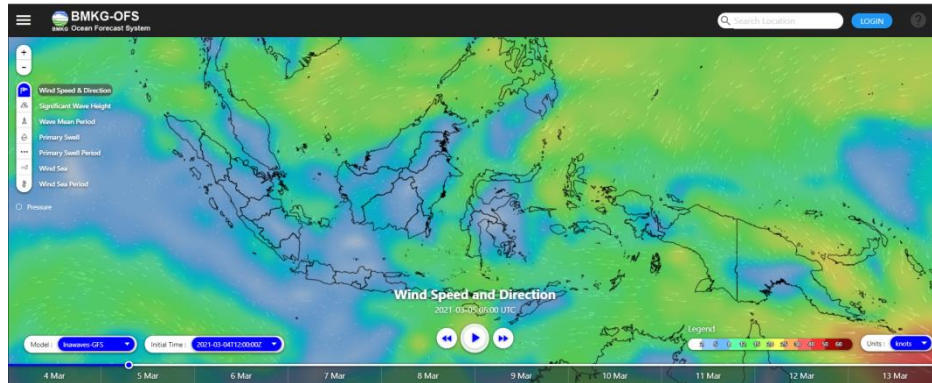 BMKG-OFS
BMKG Ocean Forecast System
Search Location
LOGIN
?
+
-
Wind Speed & Direction
Significant Wave Height
Wave Mean Period
Primary Swell
Primary Swell Period
Wind Sea
Wind Sea Period
Pressure
Wind Speed and Direction
2021-03-05 06:00 UTC
Model : Inawaves-GFS
Initial Time : 2021-03-04T12:00:00Z
Legend
Units : knots
4 Mar 5 Mar 6 Mar 7 Mar 8 Mar 9 Mar 10 Mar 11 Mar 12 Mar 13 Mar